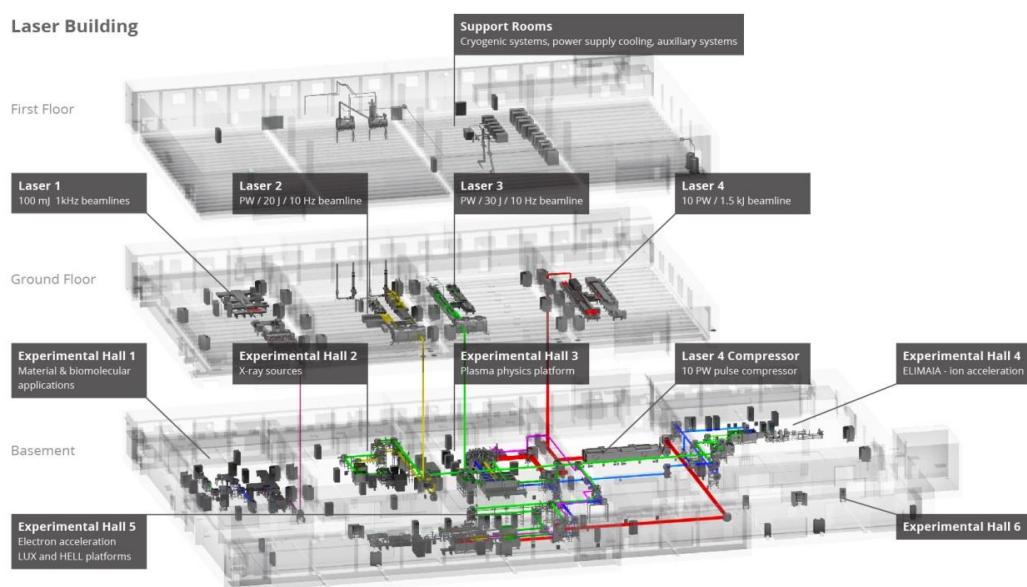 Laser Building
Support Rooms
Cryogenic systems, power supply cooling, auxiliary systems
First Floor
Laser 1
100 mJ 1kHz beamlines
Laser 2
PW / 20 J / 10 Hz beamline
Laser 3
PW / 30 J / 10 Hz beamline
Laser 4
10 PW / 1.5 kJ beamline
Ground Floor
Experimental Hall 1
Material & biomolecular
applications
Experimental Hall 2
X-ray sources
Experimental Hall 3
Plasma physics platform
Laser 4 Compressor
10 PW pulse compressor
Experimental Hall 4
ELIMAIA - ion acceleration
Basement
Experimental Hall 5
Electron acceleration
LUX and HELL platforms
Experimental Hall 6